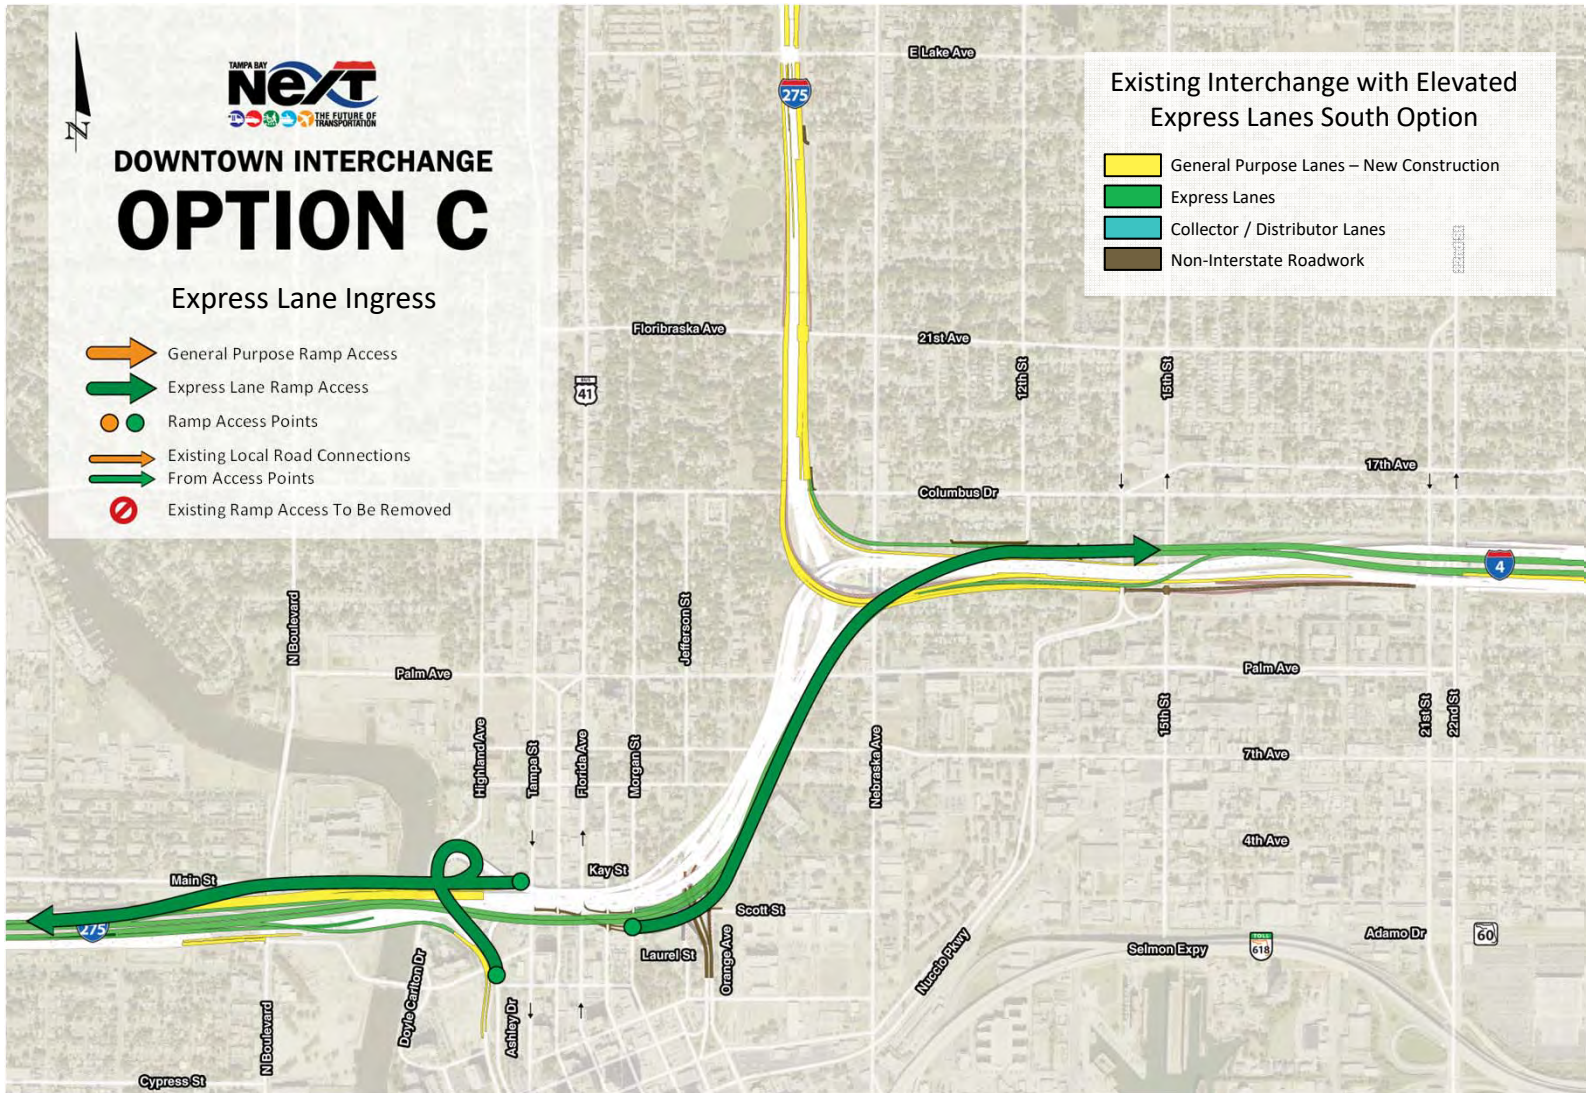 TAMPA BAY
NexT
THE FUTURE OF
TRANSPORTATION
DOWNTOWN INTERCHANGE
OPTION C
Express Lane Ingress
General Purpose Ramp Access
Express Lane Ramp Access
Ramp Access Points
Existing Local Road Connections
From Access Points
Existing Ramp Access To Be Removed
N
Existing Interchange with Elevated
Express Lanes South Option
General Purpose Lanes – New Construction
Express Lanes
Collector / Distributor Lanes
Non-Interstate Roadwork
E Lake Ave
275
Floribraska Ave
21st Ave
BUS
41
12th St
15th St
17th Ave
Columbus Dr
4
N Boulevard
Jefferson St
Palm Ave
Palm Ave
Highland Ave
Tampa St
Florida Ave
Morgan St
Nebraska Ave
15th St
21st St
22nd St
7th Ave
4th Ave
Main St
Kay St
Scott St
275
Laurel St
Orange Ave
Nuccio Pkwy
Selmon Expy
TOLL
618
Adamo Dr
60
Doyle Carlton Dr
Ashley Dr
N Boulevard
Cypress St